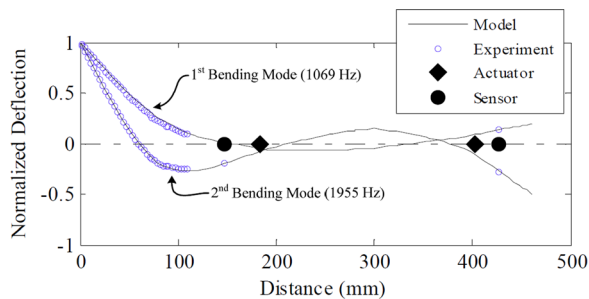 Model
Experiment
Actuator
Sensor
1st Bending Mode (1069 Hz)
2nd Bending Mode (1955 Hz)
Normalized Deflection
1
0.5
0
-0.5
-1
0 100 200 300 400 500
Distance (mm)